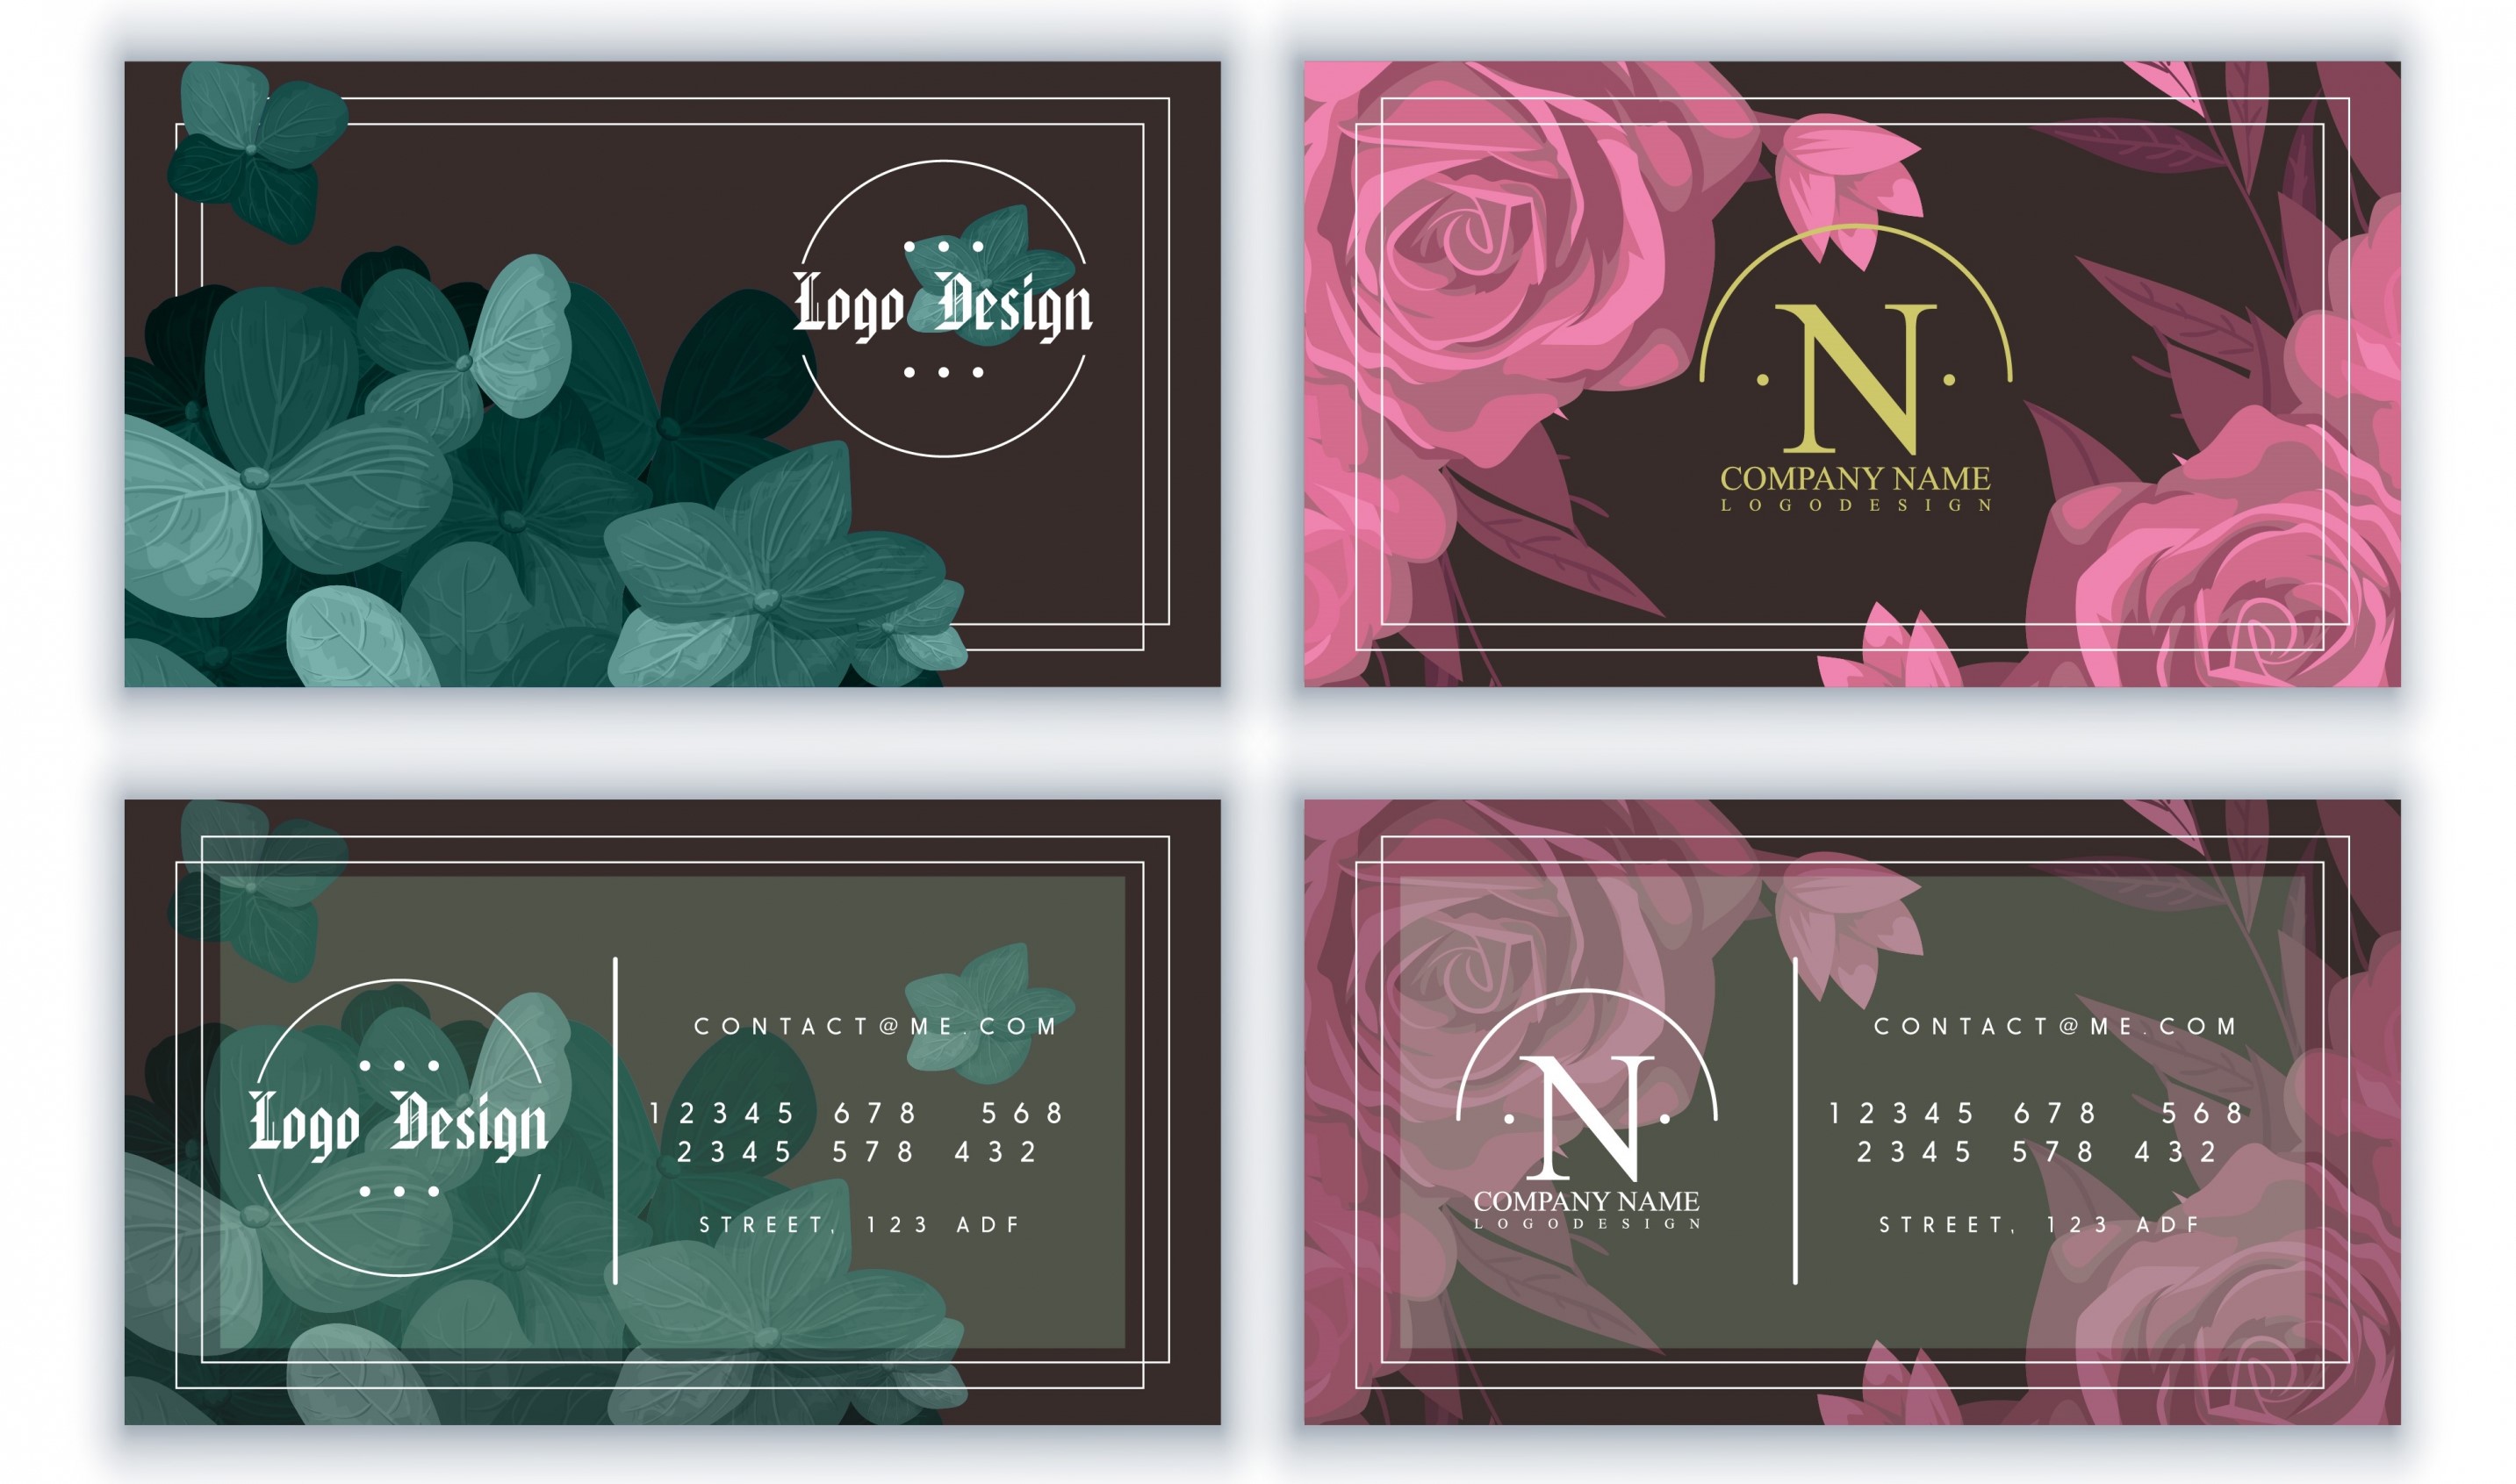 Logo Design
N
COMPANY NAME
LOGODESIGN
Logo Design
CONTACT@ME.COM
12345 678 568
2345 578 432
STREET, 123 ADF
N
COMPANY NAME
LOGODESIGN
CONTACT@ME.COM
12345 678 568
2345 578 432
STREET, 123 ADF